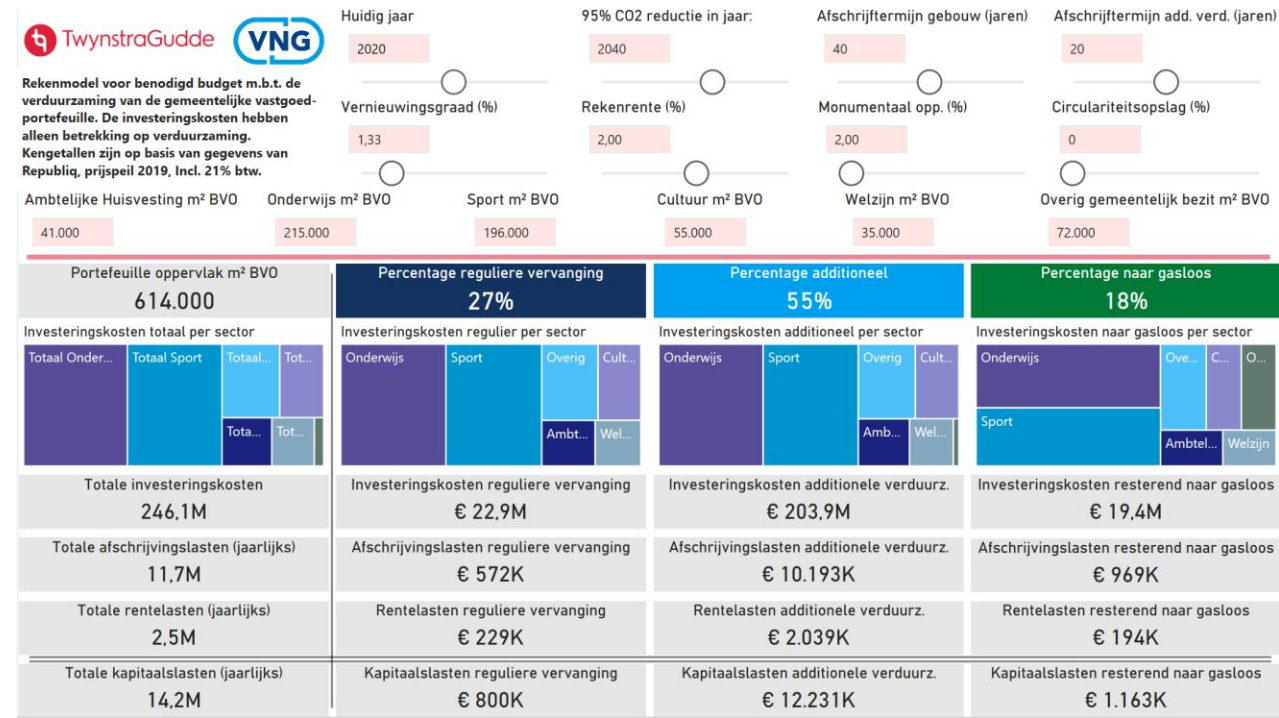 TwynstraGudde
VNG
Rekenmodel voor benodigd budget m.b.t. de
verduurzaming van de gemeentelijke vastgoed-
portefeuille. De investeringskosten hebben
alleen betrekking op verduurzaming.
Kengetallen zijn op basis van gegevens van
Republiq, prijspeil 2019, Incl. 21% btw.
Huidig jaar
2020
95% CO2 reductie in jaar:
2040
Afschrijftermijn gebouw (jaren)
40
Afschrijftermijn add. verd. (jaren)
20
Vernieuwingsgraad (%)
1,33
Rekenrente (%)
2,00
Monumentaal opp. (%)
2,00
Circulariteitsopslag (%)
0
Ambtelijke Huisvesting m² BVO
41.000
Onderwijs m² BVO
215.000
Sport m² BVO
196.000
Cultuur m² BVO
55.000
Welzijn m² BVO
35.000
Overig gemeentelijk bezit m² BVO
72.000
Portefeuille oppervlak m² BVO
614.000
Percentage reguliere vervanging
27%
Percentage additioneel
55%
Percentage naar gasloos
18%
Investeringskosten totaal per sector
Totaal Onder...
Totaal Sport
Totaal...
Tot...
Tota...
Tot...
Investeringskosten regulier per sector
Onderwijs
Sport
Overig
Cult...
Ambt...
Wel...
Investeringskosten additioneel per sector
Onderwijs
Sport
Overig
Cult...
Amb...
Wel...
Investeringskosten naar gasloos per sector
Onderwijs
Sport
Ove...
C...
O...
Ambtel...
Welzijn
Totale investeringskosten
246,1M
Investeringskosten reguliere vervanging
€ 22,9M
Investeringskosten additionele verduurz.
€ 203,9M
Investeringskosten resterend naar gasloos
€ 19,4M
Totale afschrijvingslasten (jaarlijks)
11,7M
Afschrijvingslasten reguliere vervanging
€ 572K
Afschrijvingslasten additionele verduurz.
€ 10.193K
Afschrijvingslasten resterend naar gasloos
€ 969K
Totale rentelasten (jaarlijks)
2,5M
Rentelasten reguliere vervanging
€ 229K
Rentelasten additionele verduurz.
€ 2.039K
Rentelasten resterend naar gasloos
€ 194K
Totale kapitaalslasten (jaarlijks)
14,2M
Kapitaalslasten reguliere vervanging
€ 800K
Kapitaalslasten additionele verduurz.
€ 12.231K
Kapitaalslasten resterend naar gasloos
€ 1.163K